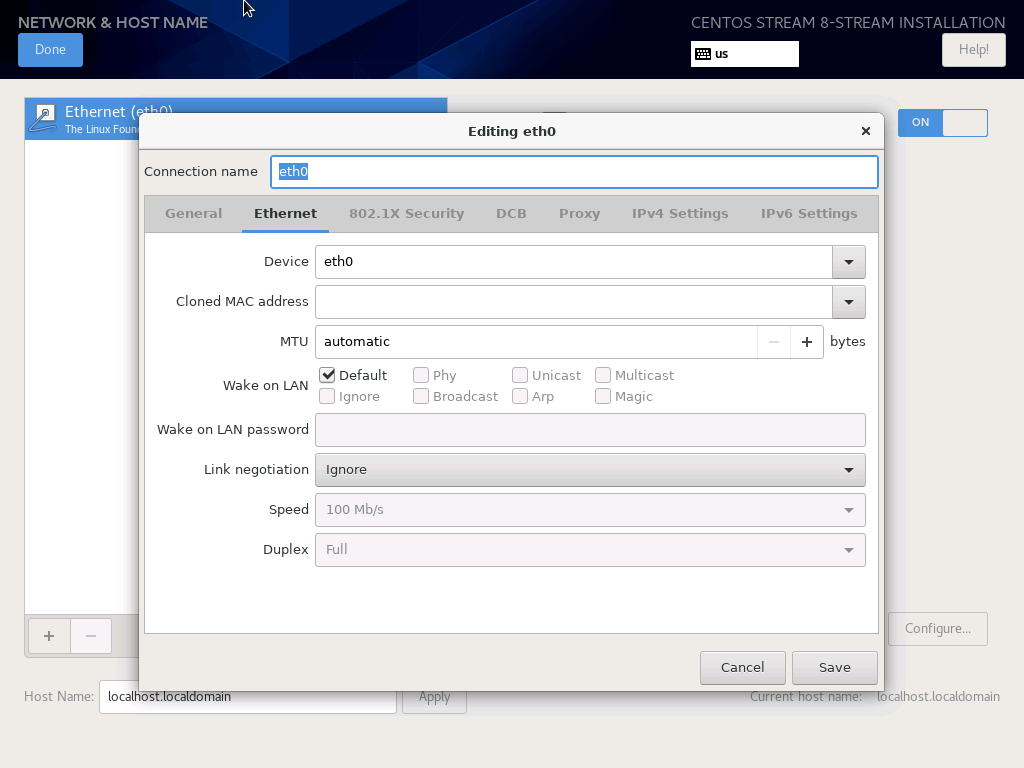 NETWORK & HOST NAME
CENTOS STREAM 8-STREAM INSTALLATION
Done
us
Help!
Ethernet (eth0)
The Linux Foun
ON
Editing eth0
Connection name eth0
General Ethernet 802.1X Security DCB Proxy IPv4 Settings IPv6 Settings
Device eth0
Cloned MAC address
MTU automatic bytes
Wake on LAN
Default Phy Unicast Multicast
Ignore Broadcast Arp Magic
Wake on LAN password
Link negotiation Ignore
Speed 100 Mb/s
Duplex Full
Configure...
Cancel Save
Host Name: localhost.localdomain Apply Current host name: localhost.localdomain